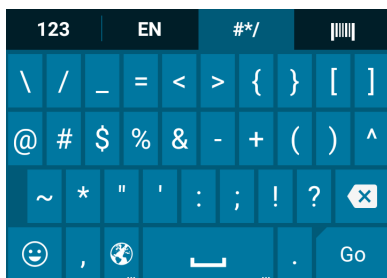 123 EN #*/
\ / _ = < > { } [ ]
@ # $ % & - + ( ) ^
~ * " ' : ; ! ?
, . Go